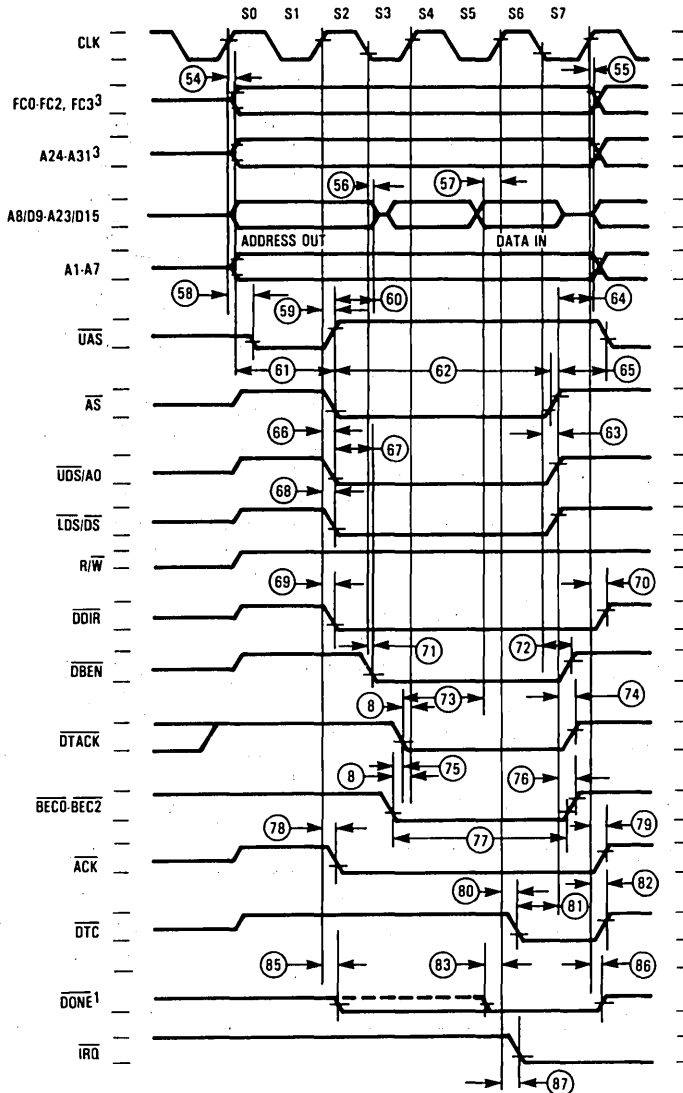 S0 S1 S2 S3 S4 S5 S6 S7
CLK
54 55
FC0-FC2, FC3³
A24-A31³
56 57
A8/D9-A23/D15
ADDRESS OUT DATA IN
A1-A7
58 59 60 64
UAS
61 62 65
AS
66 67 63
UDS/A0
68
LDS/DS
R/W
69 70
DDIR
71 72
DBEN
8 73 74
DTACK
8 75 76
BEC0-BEC2
78 77 79
ACK
80 81 82
DTC
85 83 86
DONE¹
IRQ
87